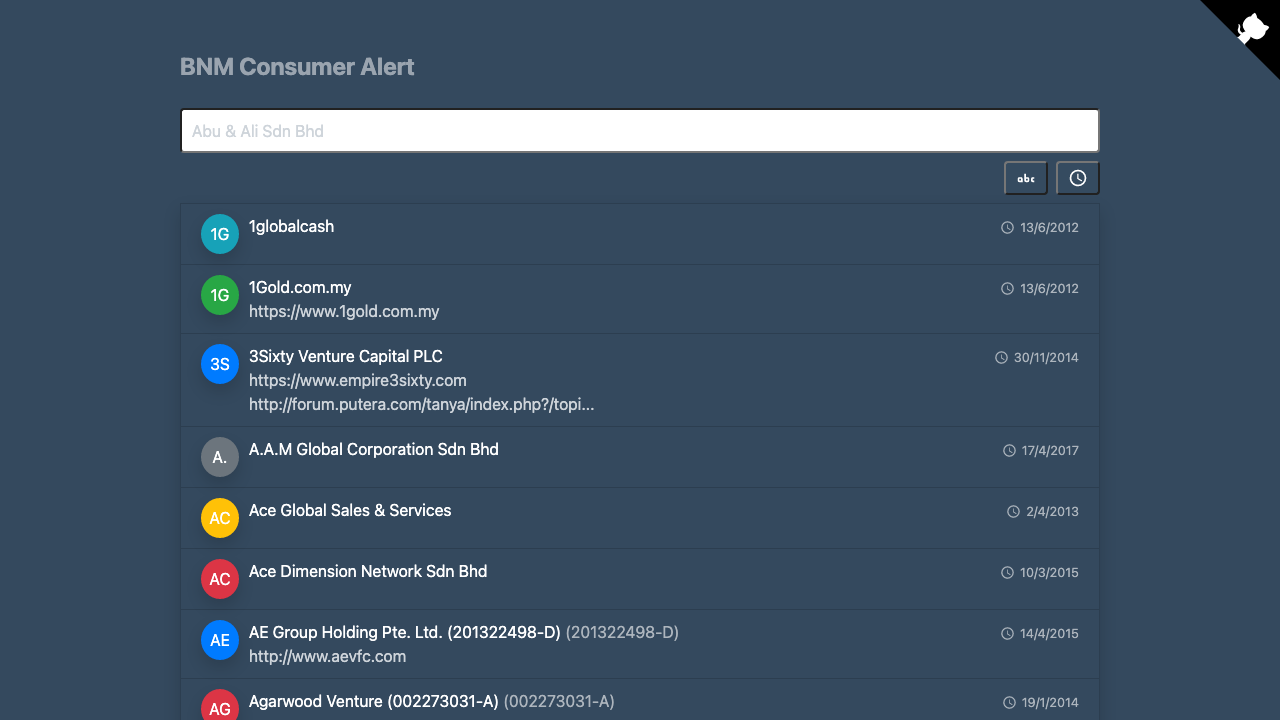 BNM Consumer Alert
Abu & Ali Sdn Bhd
abc
1G 1globalcash 13/6/2012
1G 1Gold.com.my 13/6/2012
https://www.1gold.com.my
3S 3Sixty Venture Capital PLC 30/11/2014
https://www.empire3sixty.com
http://forum.putera.com/tanya/index.php?/topi...
A. A.A.M Global Corporation Sdn Bhd 17/4/2017
AC Ace Global Sales & Services 2/4/2013
AC Ace Dimension Network Sdn Bhd 10/3/2015
AE AE Group Holding Pte. Ltd. (201322498-D) (201322498-D) 14/4/2015
http://www.aevfc.com
AG Agarwood Venture (002273031-A) (002273031-A) 19/1/2014